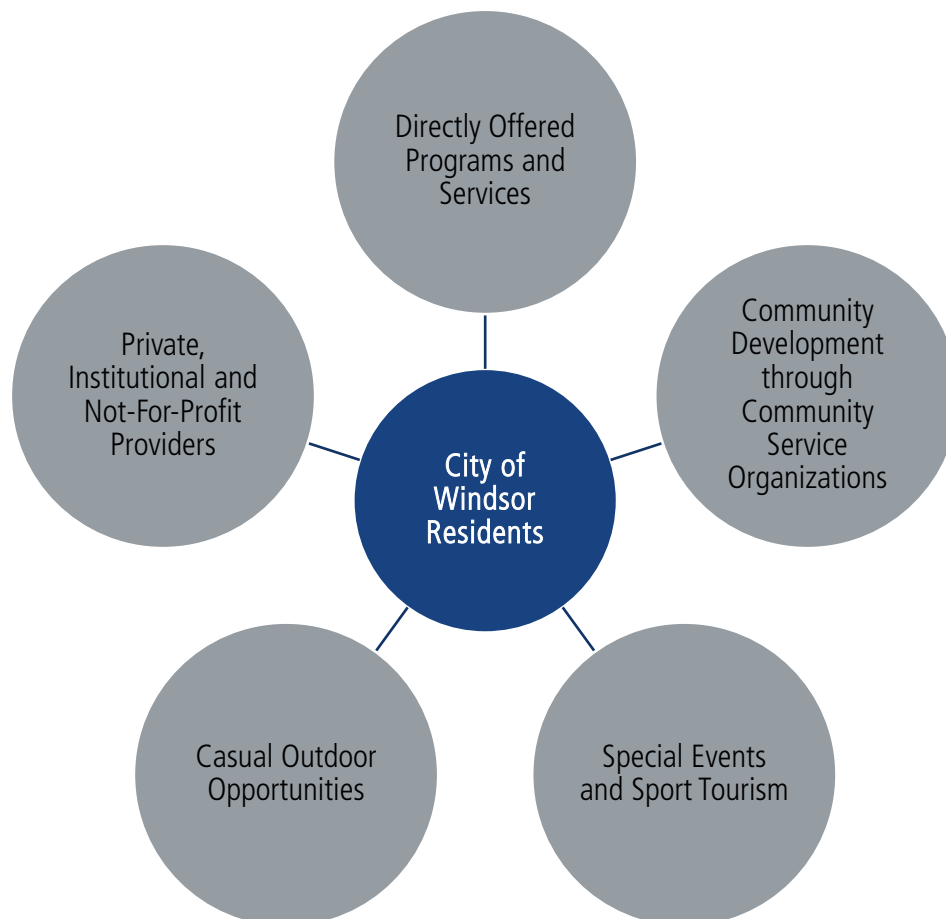 Directly Offered
Programs and
Services
Community
Development
through
Community
Service
Organizations
Private,
Institutional and
Not-For-Profit
Providers
City of
Windsor
Residents
Casual Outdoor
Opportunities
Special Events
and Sport Tourism